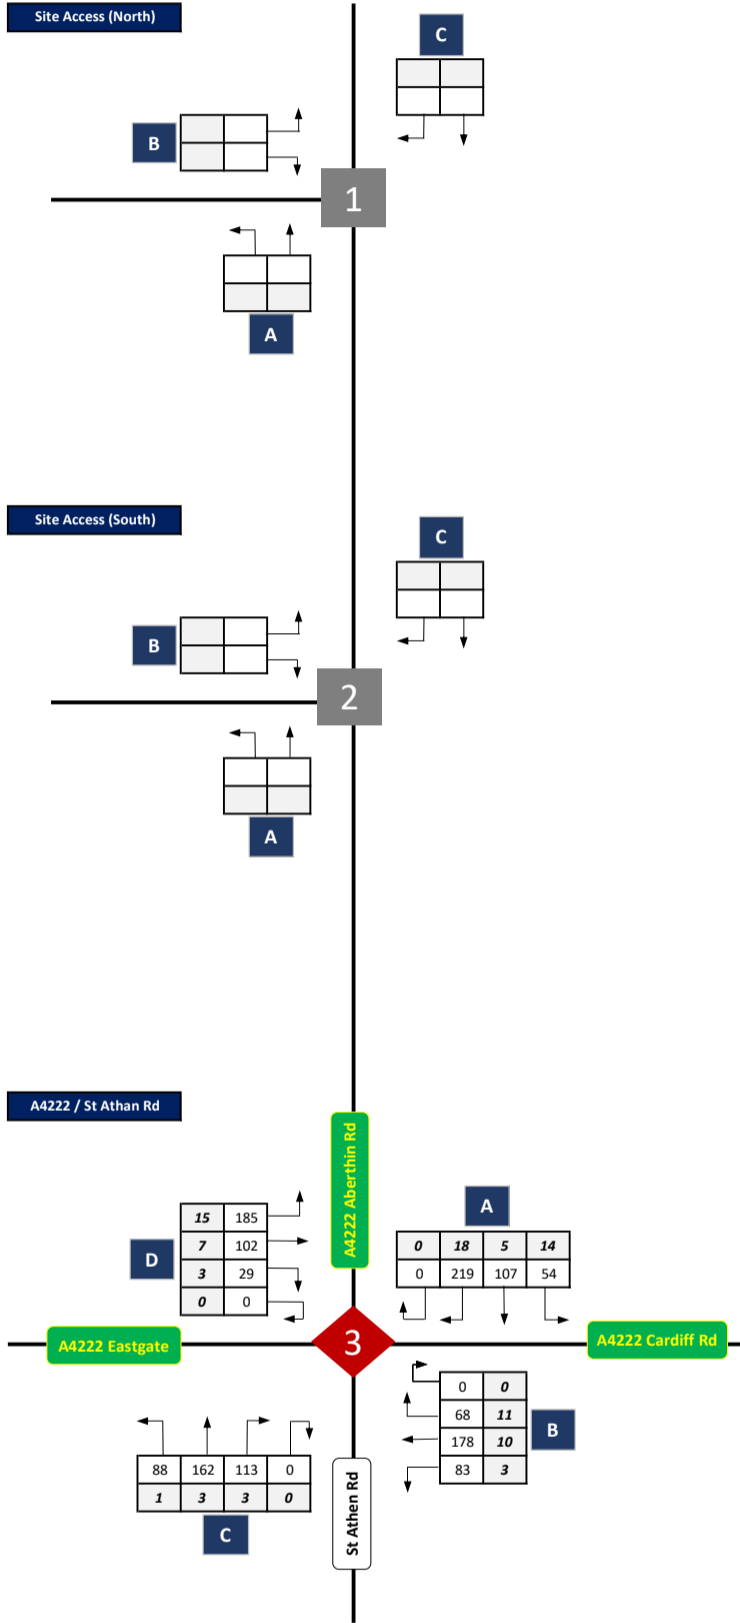 Site Access (North)
C
B
1
A
Site Access (South)
C
B
2
A
A4222 / St Athan Rd
A4222 Aberthin Rd
A
0 18 5 14
0 219 107 54
D
15 185
7 102
3 29
0 0
A4222 Eastgate
3
A4222 Cardiff Rd
0 0
68 11
178 10
83 3
B
88 162 113 0
1 3 3 0
C
St Athen Rd